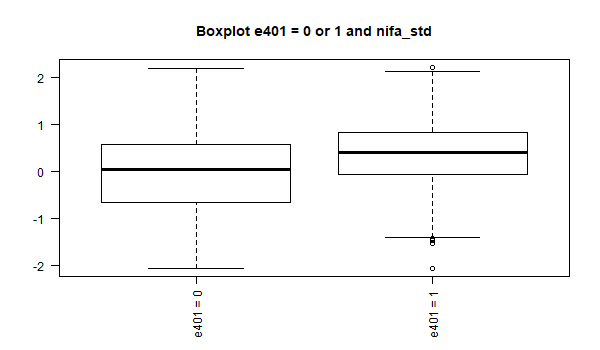 Boxplot e401 = 0 or 1 and nifa_std
2
1
0
-1
-2
e401 = 0
e401 = 1